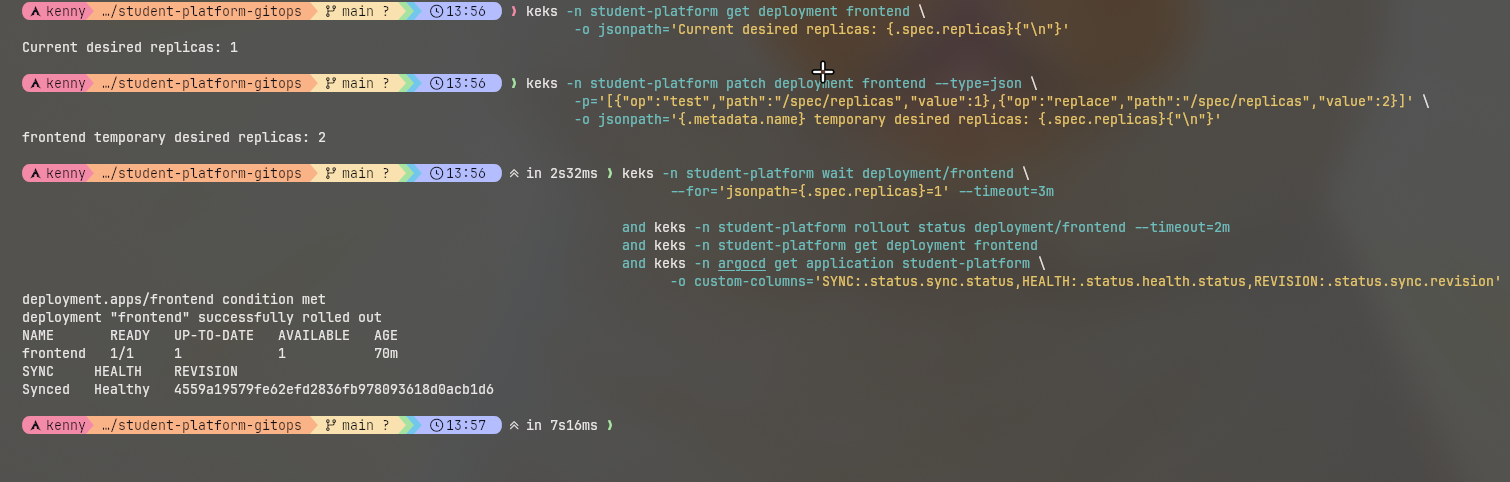 kenny …/student-platform-gitops main ? 13:56 ❯ keks -n student-platform get deployment frontend \
-o jsonpath='Current desired replicas: {.spec.replicas}{"\n"}'
Current desired replicas: 1
kenny …/student-platform-gitops main ? 13:56 ❯ keks -n student-platform patch deployment frontend --type=json \
-p='[{"op":"test","path":"/spec/replicas","value":1},{"op":"replace","path":"/spec/replicas","value":2}]' \
-o jsonpath='{.metadata.name} temporary desired replicas: {.spec.replicas}{"\n"}'
frontend temporary desired replicas: 2
kenny …/student-platform-gitops main ? 13:56 in 2s32ms ❯ keks -n student-platform wait deployment/frontend \
--for='jsonpath={.spec.replicas}=1' --timeout=3m
and keks -n student-platform rollout status deployment/frontend --timeout=2m
and keks -n student-platform get deployment frontend
and keks -n argocd get application student-platform \
-o custom-columns='SYNC:.status.sync.status,HEALTH:.status.health.status,REVISION:.status.sync.revision'
deployment.apps/frontend condition met
deployment "frontend" successfully rolled out
NAME READY UP-TO-DATE AVAILABLE AGE
frontend 1/1 1 1 70m
SYNC HEALTH REVISION
Synced Healthy 4559a19579fe62efd2836fb978093618d0acb1d6
kenny …/student-platform-gitops main ? 13:57 in 7s16ms ❯